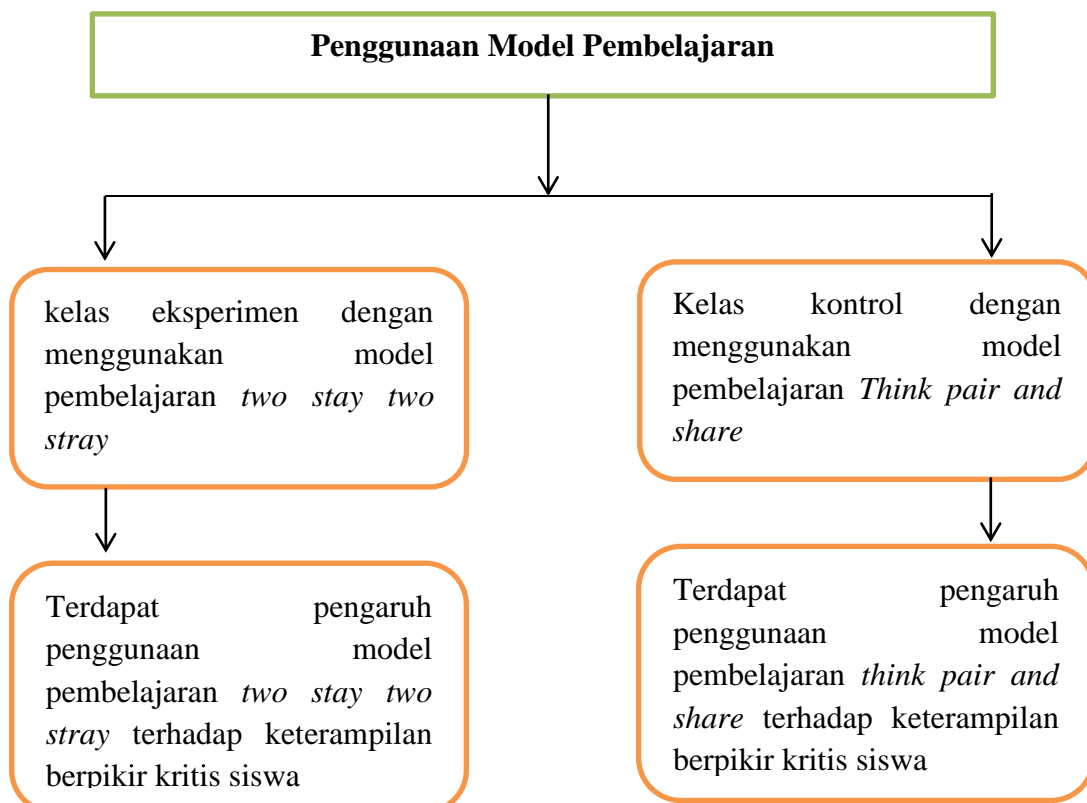 Penggunaan Model Pembelajaran
kelas eksperimen dengan
menggunakan model
pembelajaran two stay two
stray
Kelas kontrol dengan
menggunakan model
pembelajaran Think pair and
share
Terdapat pengaruh
penggunaan model
pembelajaran two stay two
stray terhadap keterampilan
berpikir kritis siswa
Terdapat pengaruh
penggunaan model
pembelajaran think pair and
share terhadap keterampilan
berpikir kritis siswa